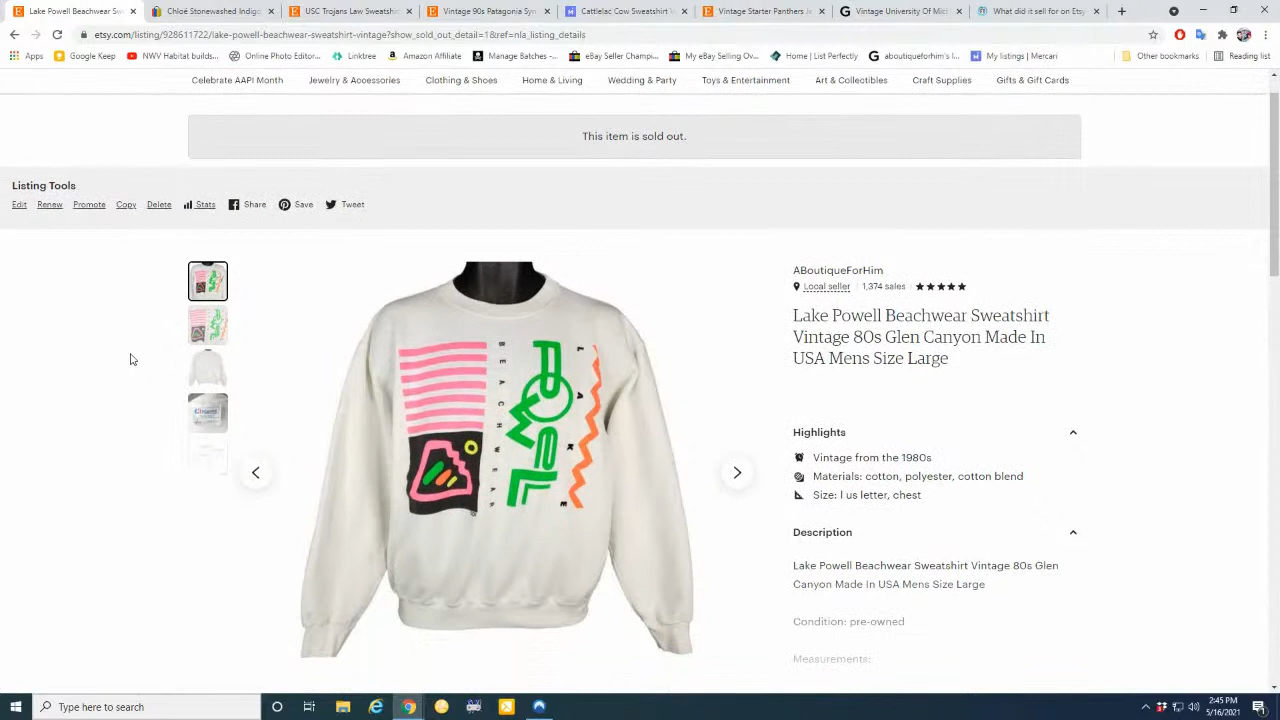 Lake Powell Beachwear Swe
Chloé Stonewashed Indigo
USC Trojans Law Sweatshir
Vintage 90s Patagonia Syn
Cattlelac Cow Sweatshirt M
Vintage Starter Panthers Ja
Vintage University Of Mic
What did it sell for on Etsy
etsy.com/listing/928611722/lake-powell-beachwear-sweatshirt-vintage?show_sold_out_detail=1&ref=nla_listing_details
Apps
Google Keep
NWV Habitat builds...
Online Photo Editor...
Linktree
Amazon Affiliate
Manage Batches -...
eBay Seller Champi...
My eBay Selling Ov...
Home | List Perfectly
aboutiqueforhim's l...
My listings | Mercari
Other bookmarks
Reading list
Celebrate AAPI Month
Jewelry & Accessories
Clothing & Shoes
Home & Living
Wedding & Party
Toys & Entertainment
Art & Collectibles
Craft Supplies
Gifts & Gift Cards
This item is sold out.
Listing Tools
Edit
Renew
Promote
Copy
Delete
Stats
Share
Save
Tweet
LAKE
POWELL
BEACHWEAR
ABoutiqueForHim
Local seller | 1,374 sales
Lake Powell Beachwear Sweatshirt
Vintage 80s Glen Canyon Made In
USA Mens Size Large
Highlights
Vintage from the 1980s
Materials: cotton, polyester, cotton blend
Size: l us letter, chest
Description
Lake Powell Beachwear Sweatshirt Vintage 80s Glen
Canyon Made In USA Mens Size Large
Condition: pre-owned
Measurements:
Type here to search
2:45 PM
5/16/2021